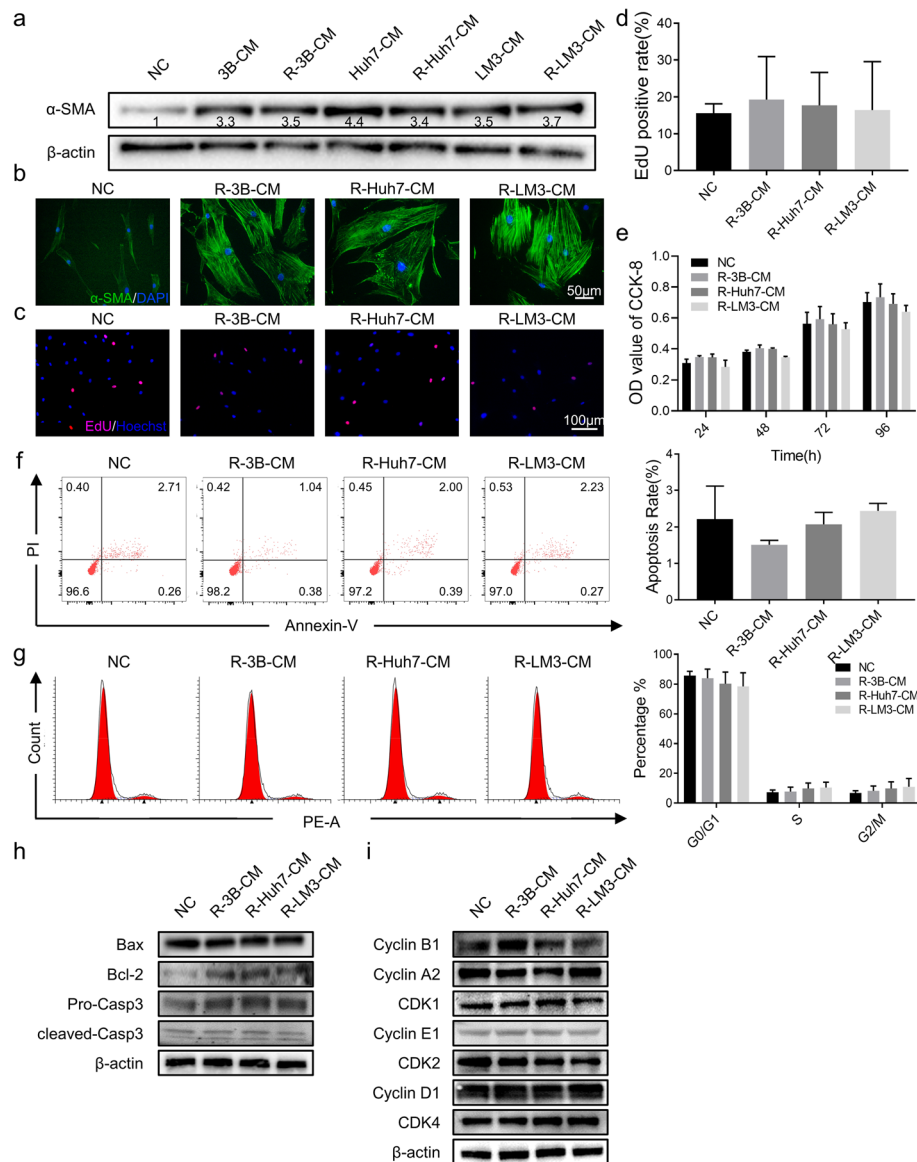 a
NC 3B-CM R-3B-CM Huh7-CM R-Huh7-CM LM3-CM R-LM3-CM
α-SMA
1 3.3 3.5 4.4 3.4 3.5 3.7
β-actin
b
NC R-3B-CM R-Huh7-CM R-LM3-CM
α-SMA/DAPI
50μm
c
NC R-3B-CM R-Huh7-CM R-LM3-CM
EdU/Hoechst
100μm
d
EdU positive rate(%)
40
30
20
10
0
NC R-3B-CM R-Huh7-CM R-LM3-CM
e
NC
R-3B-CM
R-Huh7-CM
R-LM3-CM
OD value of CCK-8
1.0
0.8
0.6
0.4
0.2
0.0
24 48 72 96
Time(h)
f
NC R-3B-CM R-Huh7-CM R-LM3-CM
PI
0.40 2.71 0.42 1.04 0.45 2.00 0.53 2.23
96.6 0.26 98.2 0.38 97.2 0.39 97.0 0.27
Annexin-V
Apoptosis Rate(%)
4
3
2
1
0
NC R-3B-CM R-Huh7-CM R-LM3-CM
g
NC R-3B-CM R-Huh7-CM R-LM3-CM
Count
PE-A
Percentage %
100
80
60
40
20
0
NC
R-3B-CM
R-Huh7-CM
R-LM3-CM
G0/G1 S G2/M
h
NC R-3B-CM R-Huh7-CM R-LM3-CM
Bax
Bcl-2
Pro-Casp3
cleaved-Casp3
β-actin
i
NC R-3B-CM R-Huh7-CM R-LM3-CM
Cyclin B1
Cyclin A2
CDK1
Cyclin E1
CDK2
Cyclin D1
CDK4
β-actin